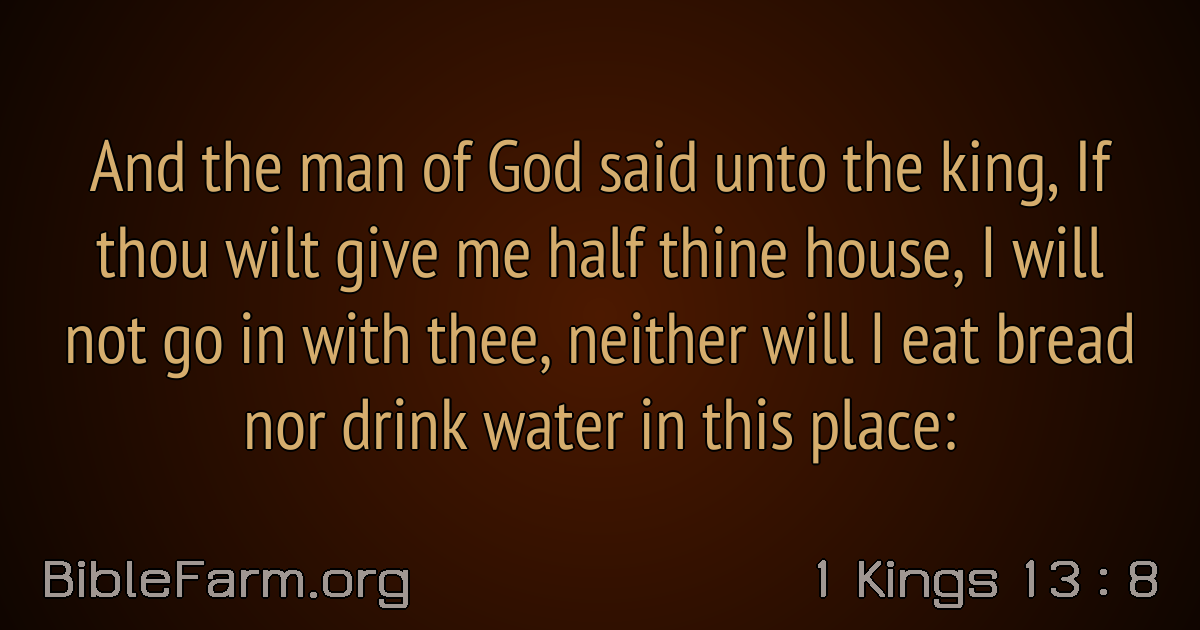 And the man of God said unto the king, If
thou wilt give me half thine house, I will
not go in with thee, neither will I eat bread
nor drink water in this place:
BibleFarm.org
1 Kings 13 : 8